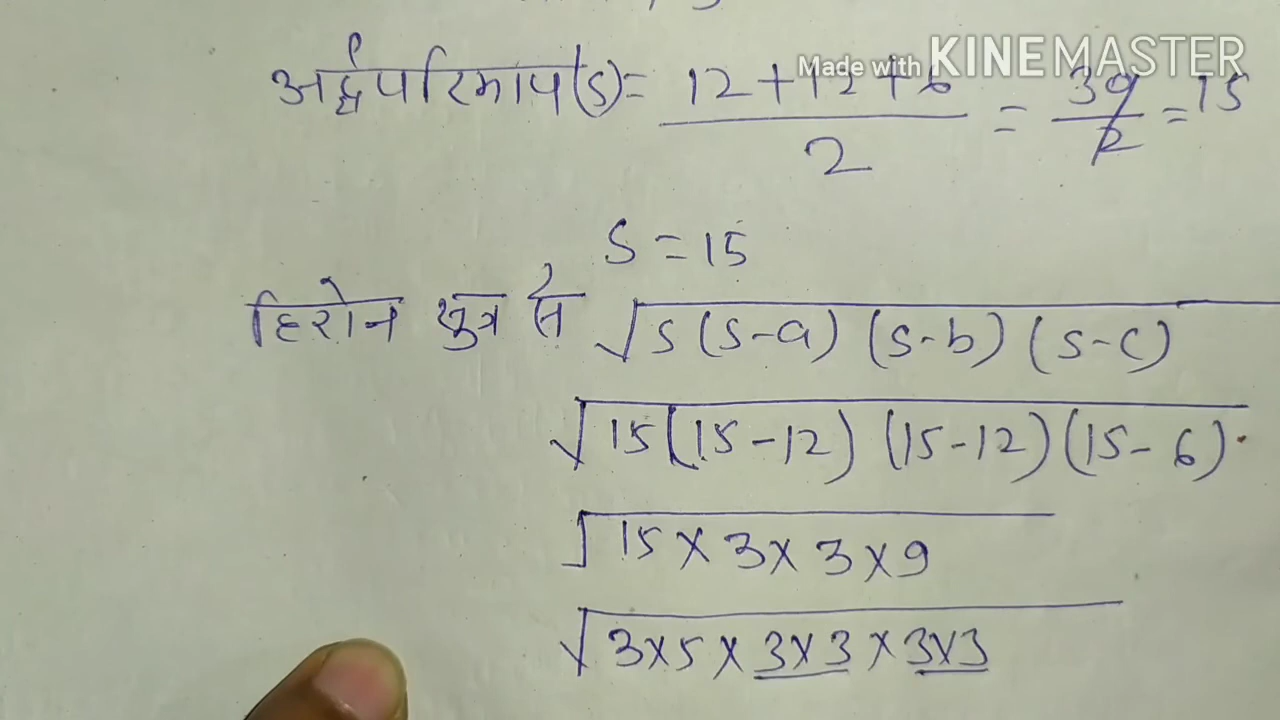 Made with KINEMASTER
अर्द्धपरिमाप(S) = 12+12+6 / 2 = 30/2 = 15
S = 15
हिरोन सुत्र से √S(S-a)(S-b)(S-c)
√15(15-12)(15-12)(15-6)
√15×3×3×9
√3×5×3×3×3×3